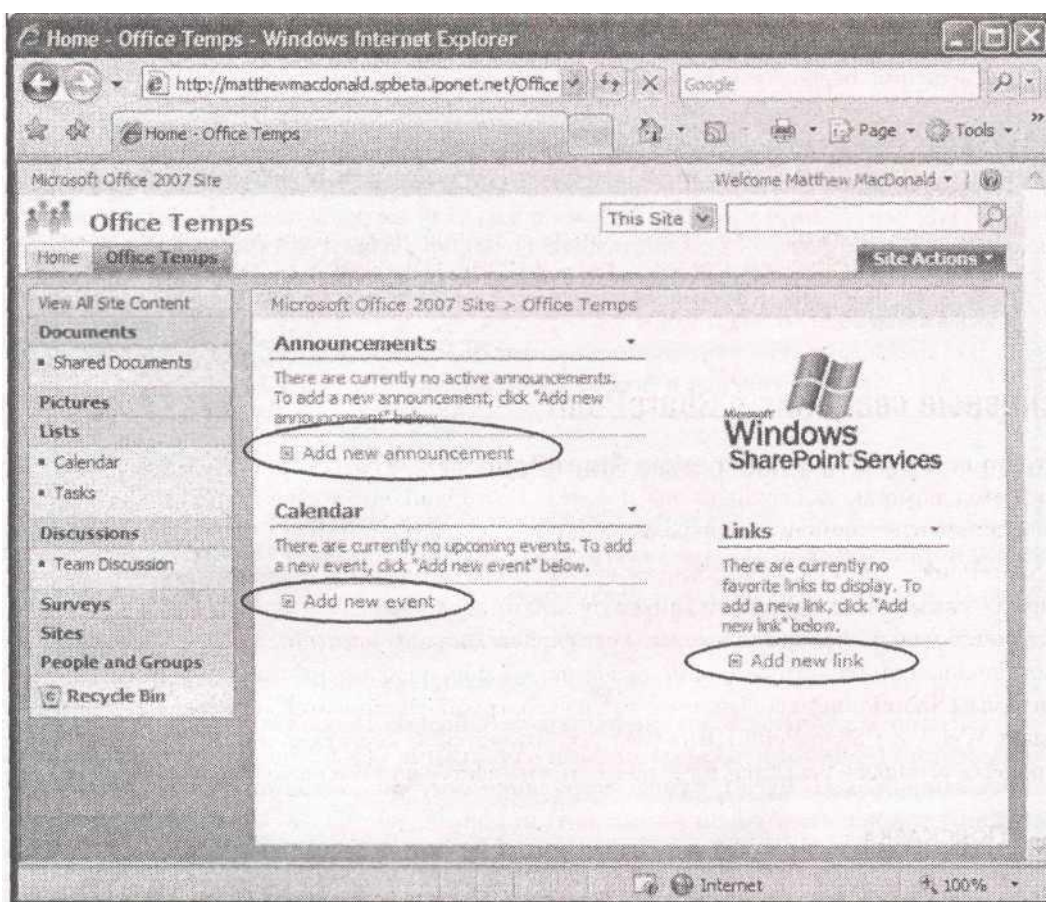 Home - Office Temps - Windows Internet Explorer
http://matthewmacdonald.spbeta.iponet.net/Office
Google
Home - Office Temps
Page
Tools
»
Microsoft Office 2007 Site
Welcome Matthew MacDonald
Office Temps
This Site
Home
Office Temps
Site Actions
View All Site Content
Documents
Shared Documents
Pictures
Lists
Calendar
Tasks
Discussions
Team Discussion
Surveys
Sites
People and Groups
Recycle Bin
Microsoft Office 2007 Site > Office Temps
Announcements
There are currently no active announcements.
To add a new announcement, click "Add new
announcement" below.
Add new announcement
Calendar
There are currently no upcoming events. To add
a new event, click "Add new event" below.
Add new event
Microsoft
Windows
SharePoint Services
Links
There are currently no
favorite links to display. To
add a new link, click "Add
new link" below.
Add new link
Internet
100%